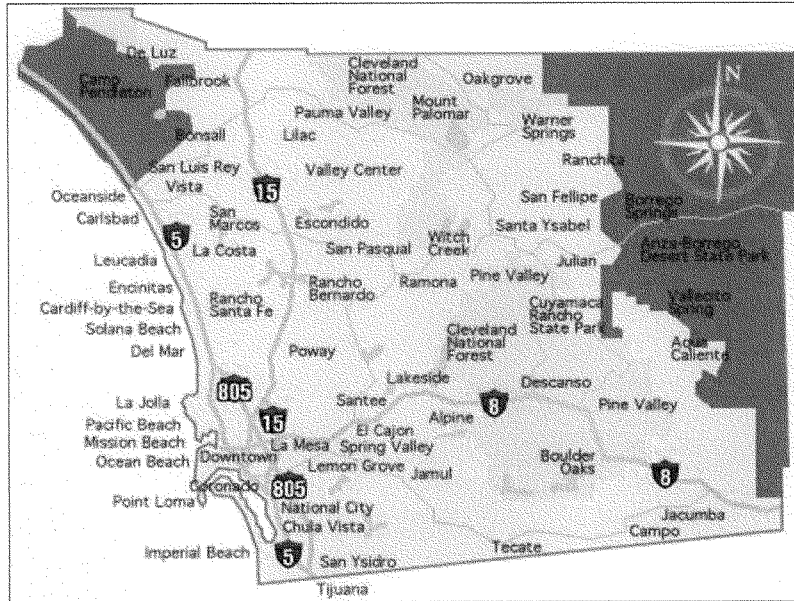 De Luz
Camp
Pendleton
Fallbrook
Cleveland
National
Forest
Oakgrove
N
Pauma Valley
Mount
Palomar
Bonsall
Lilac
Warner
Springs
Ranchita
San Luis Rey
Vista
Valley Center
15
Oceanside
San Fellipe
Borrego
Springs
Carlsbad
San
Marcos
Escondido
Santa Ysabel
5
La Costa
San Pasqual
Witch
Creek
Anza-Borrego
Desert State Park
Leucadia
Julian
Pine Valley
Encinitas
Rancho
Bernardo
Ramona
Cardiff-by-the-Sea
Rancho
Santa Fe
Cuyamaca
Rancho
State Park
Vallecito
Spring
Solana Beach
Cleveland
National
Forest
Del Mar
Poway
Agua
Caliente
805
Lakeside
Descanso
La Jolla
Santee
8
Pine Valley
Pacific Beach
15
Alpine
El Cajon
Mission Beach
La Mesa
Spring Valley
Ocean Beach
Downtown
Lemon Grove
Jamul
Boulder
Oaks
8
Coronado
805
Point Loma
National City
Chula Vista
Jacumba
Campo
Imperial Beach
5
San Ysidro
Tecate
Tijuana